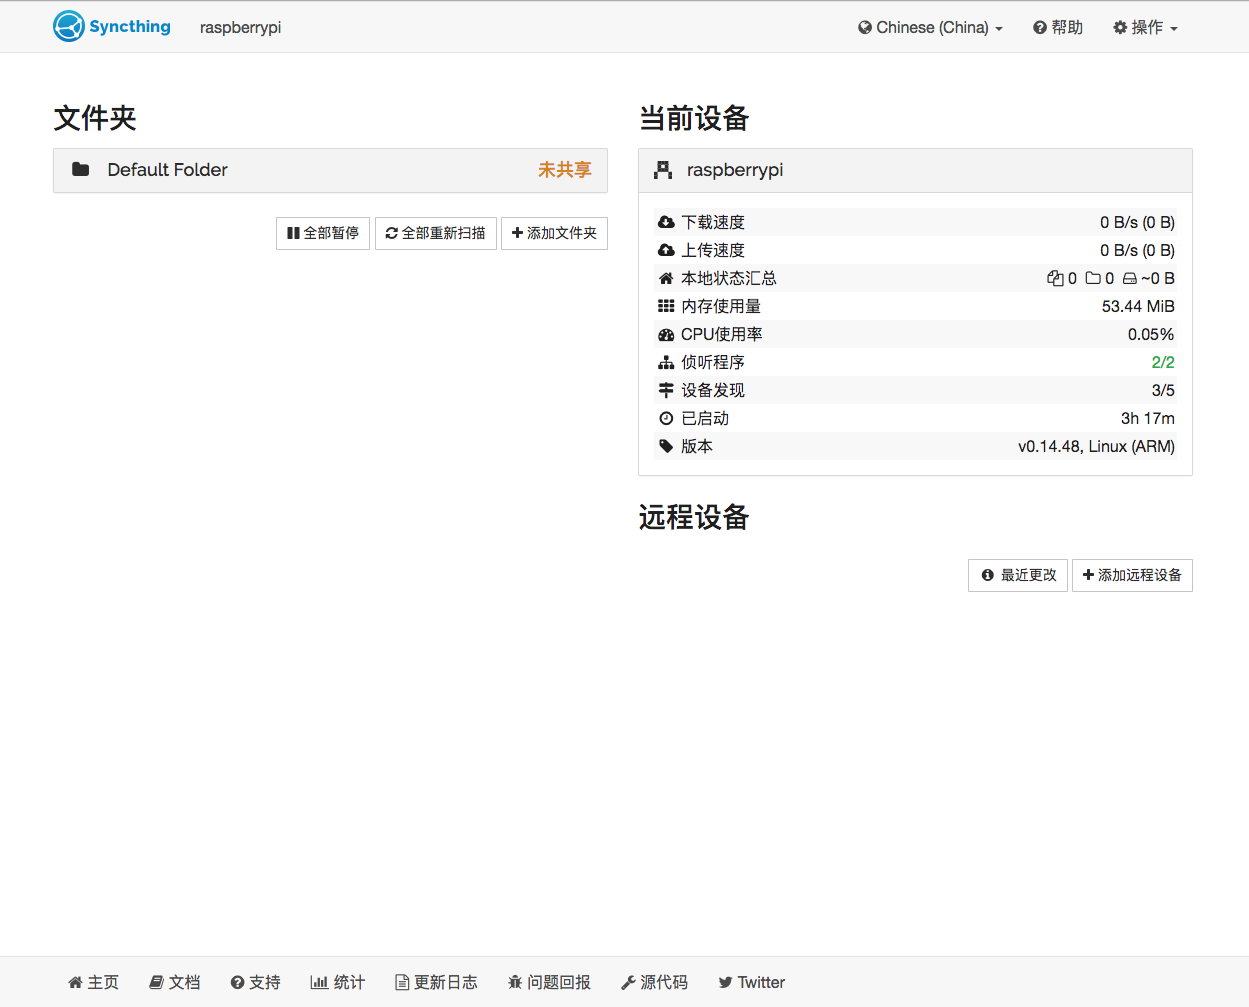 Syncthing raspberrypi Chinese (China) 帮助 操作
文件夹
Default Folder 未共享
全部暂停 全部重新扫描 添加文件夹
当前设备
raspberrypi
下载速度 0 B/s (0 B)
上传速度 0 B/s (0 B)
本地状态汇总 0 0 ~0 B
内存使用量 53.44 MiB
CPU使用率 0.05%
侦听程序 2/2
设备发现 3/5
已启动 3h 17m
版本 v0.14.48, Linux (ARM)
远程设备
最近更改 添加远程设备
主页 文档 支持 统计 更新日志 问题回报 源代码 Twitter